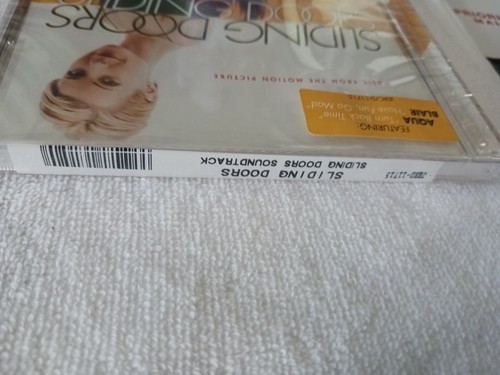 SLIDING DOORS
MUSIC FROM THE MOTION PICTURE
FEATURING:
AQUA "Turn Back Time"
BLAIR "Have Fun, Go Mad"
SLIDING DOORS
SLIDING DOORS SOUNDTRACK